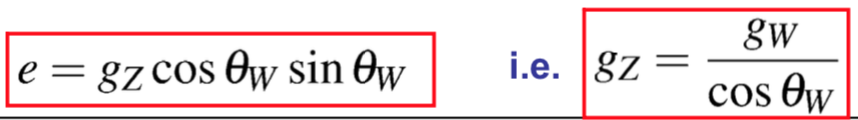 e = g_Z cos θ_W sin θ_W i.e. g_Z = g_W / cos θ_W